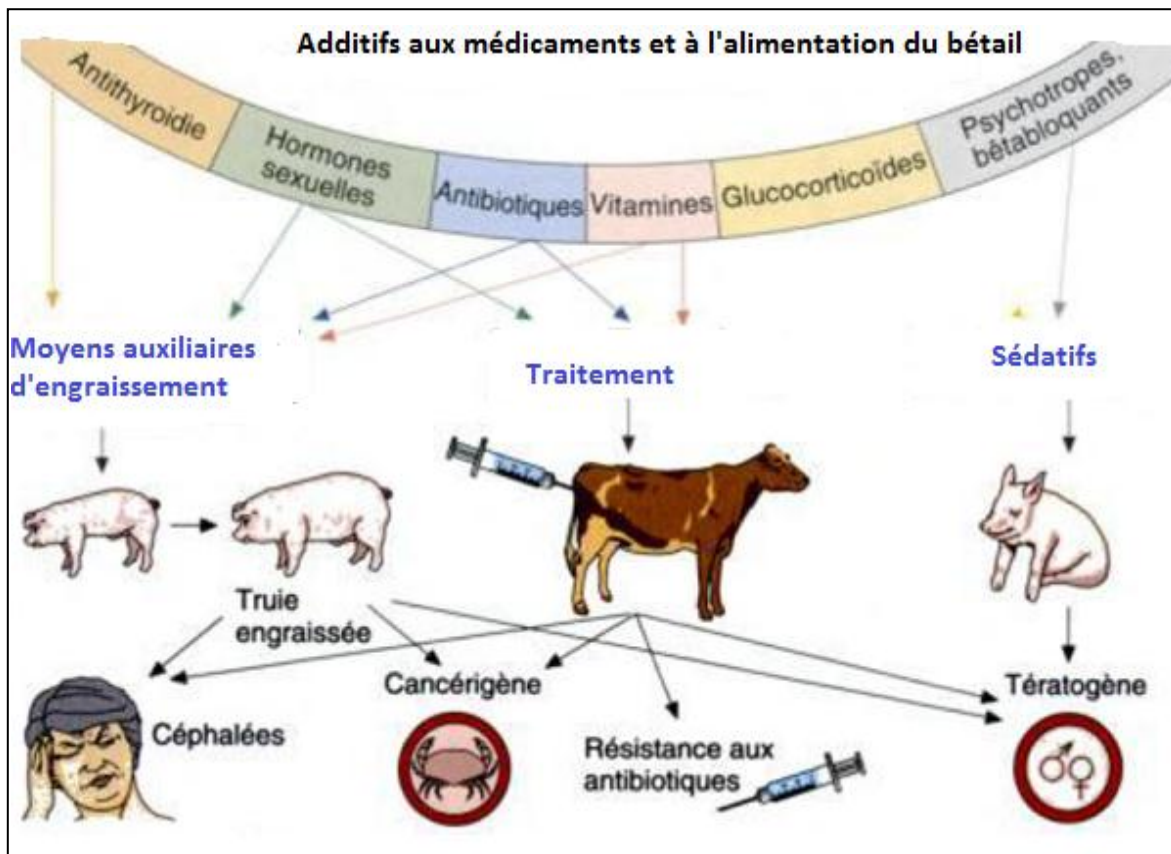 Additifs aux médicaments et à l'alimentation du bétail
Antithyroïdie
Hormones
sexuelles
Antibiotiques
Vitamines
Glucocorticoïdes
Psychotropes,
bêtabloquants
Moyens auxiliaires
d'engraissement
Traitement
Sédatifs
Truie
engraissée
Céphalées
Cancérigène
Résistance aux
antibiotiques
Tératogène